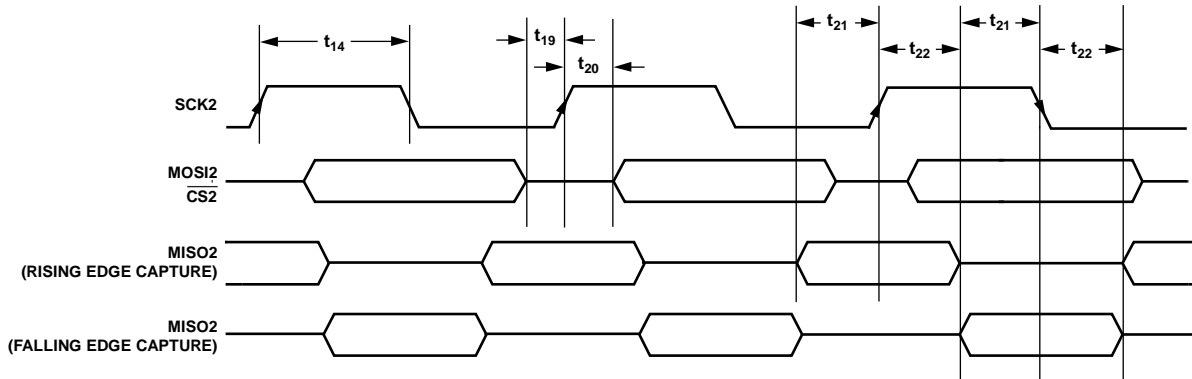 t14
t19
t20
t21
t22
t21
t22
SCK2
MOSI2
CS2
MISO2
(RISING EDGE CAPTURE)
MISO2
(FALLING EDGE CAPTURE)